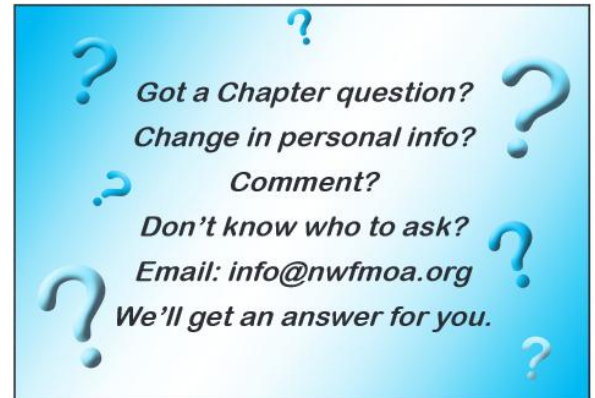 Got a Chapter question?
Change in personal info?
Comment?
Don't know who to ask?
Email: info@nwfmoa.org
We'll get an answer for you.